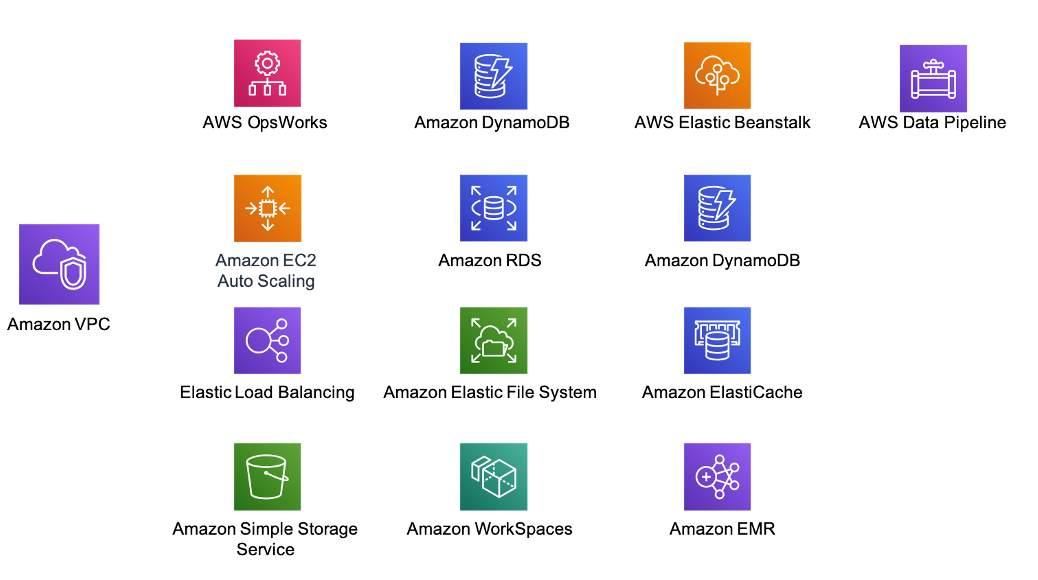 AWS OpsWorks
Amazon DynamoDB
AWS Elastic Beanstalk
AWS Data Pipeline
Amazon EC2
Auto Scaling
Amazon RDS
Amazon DynamoDB
Amazon VPC
Elastic Load Balancing
Amazon Elastic File System
Amazon ElastiCache
Amazon Simple Storage
Service
Amazon WorkSpaces
Amazon EMR